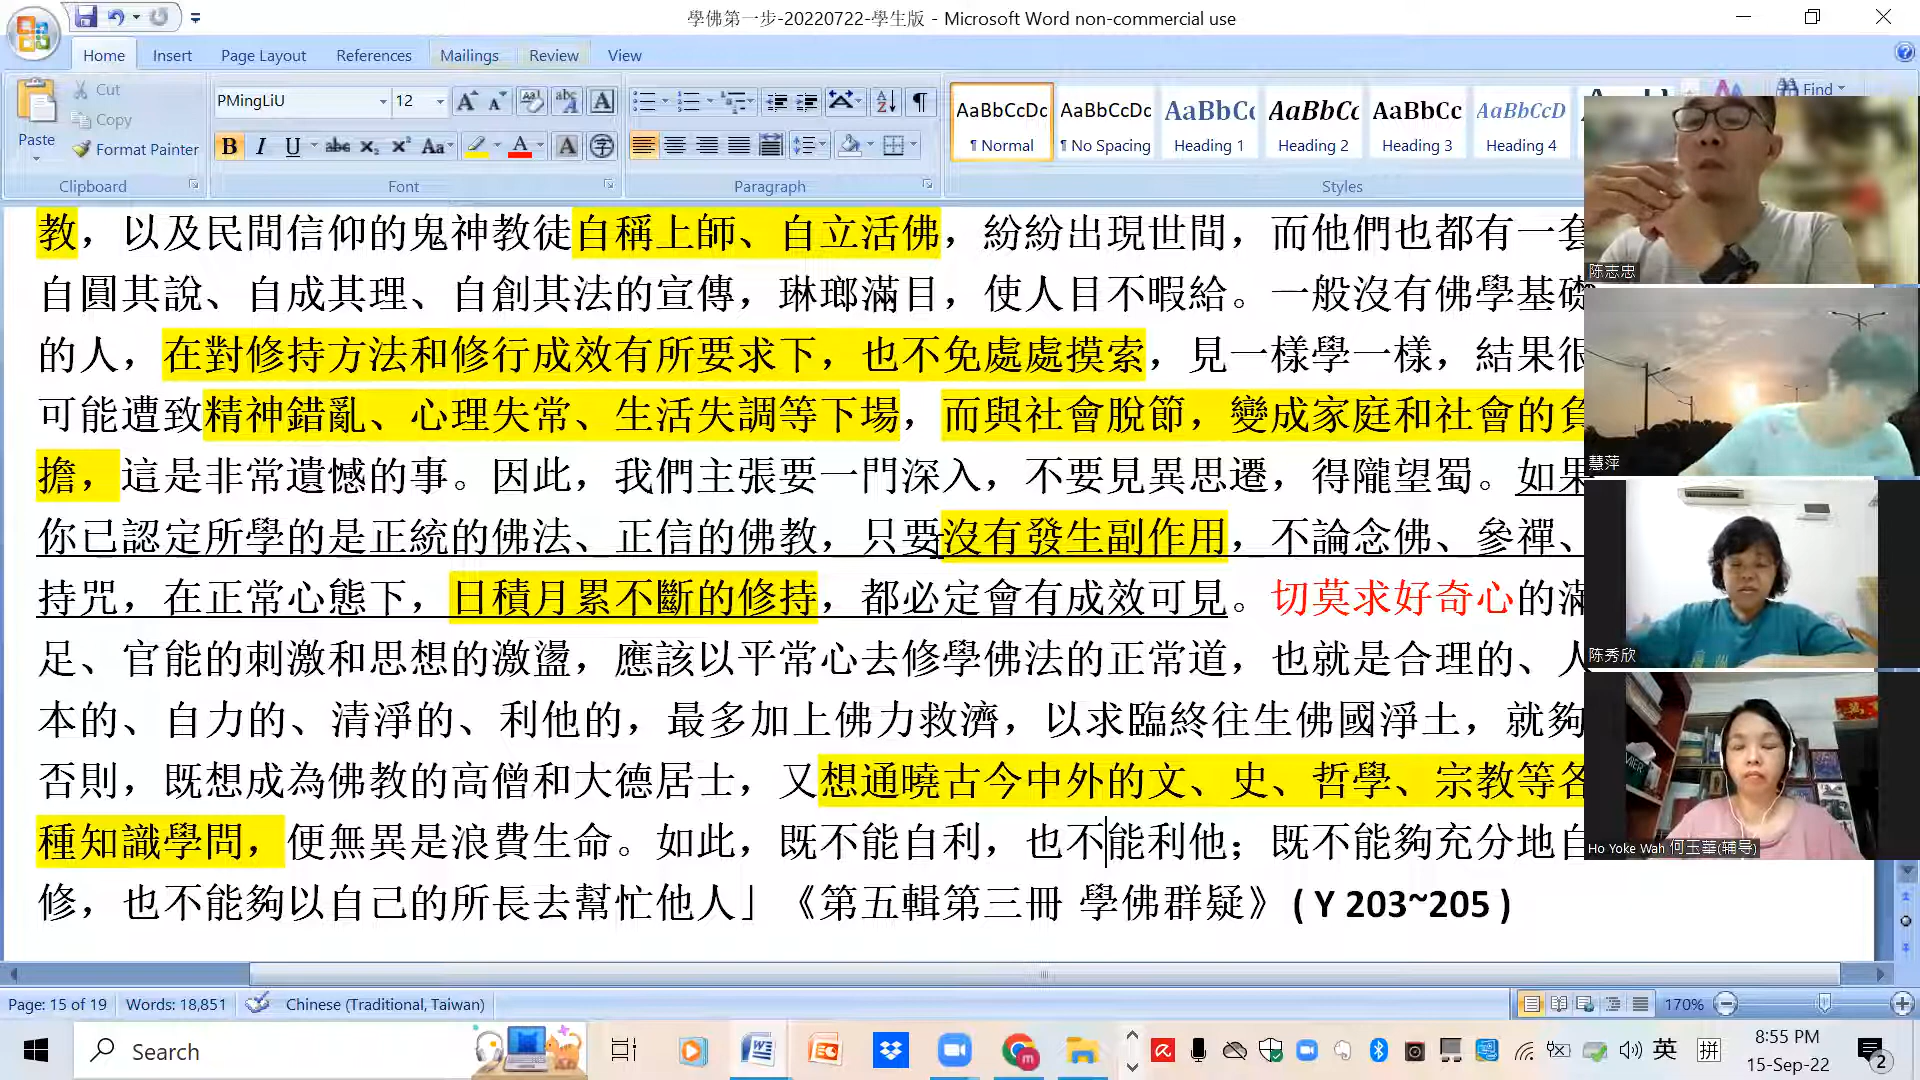 學佛第一步-20220722-學生版 - Microsoft Word non-commercial use
Home Insert Page Layout References Mailings Review View
Cut
Copy
Paste
Format Painter
PMingLiU 12
AaBbCcDc AaBbCcDc AaBbCc AaBbCc AaBbCc AaBbCcD
¶ Normal ¶ No Spacing Heading 1 Heading 2 Heading 3 Heading 4
Find
Clipboard Font Paragraph Styles
教，以及民間信仰的鬼神教徒自稱上師、自立活佛，紛紛出現世間，而他們也都有一套
自圓其說、自成其理、自創其法的宣傳，琳瑯滿目，使人目不暇給。一般沒有佛學基礎
的人，在對修持方法和修行成效有所要求下，也不免處處摸索，見一樣學一樣，結果很
可能遭致精神錯亂、心理失常、生活失調等下場，而與社會脫節，變成家庭和社會的負
擔，這是非常遺憾的事。因此，我們主張要一門深入，不要見異思遷，得隴望蜀。如果
你已認定所學的是正統的佛法、正信的佛教，只要沒有發生副作用，不論念佛、參禪、
持咒，在正常心態下，日積月累不斷的修持，都必定會有成效可見。切莫求好奇心的滿
足、官能的刺激和思想的激盪，應該以平常心去修學佛法的正常道，也就是合理的、人
本的、自力的、清淨的、利他的，最多加上佛力救濟，以求臨終往生佛國淨土，就夠
否則，既想成為佛教的高僧和大德居士，又想通曉古今中外的文、史、哲學、宗教等各
種知識學問，便無異是浪費生命。如此，既不能自利，也不能利他；既不能夠充分地自
修，也不能夠以自己的所長去幫忙他人」《第五輯第三冊 學佛群疑》( Y 203~205 )
陈志忠
慧萍
陈秀欣
Ho Yoke Wah 何玉華(辅导)
Page: 15 of 19 Words: 18,851 Chinese (Traditional, Taiwan) 170%
Search
英 拼
8:55 PM
15-Sep-22
2